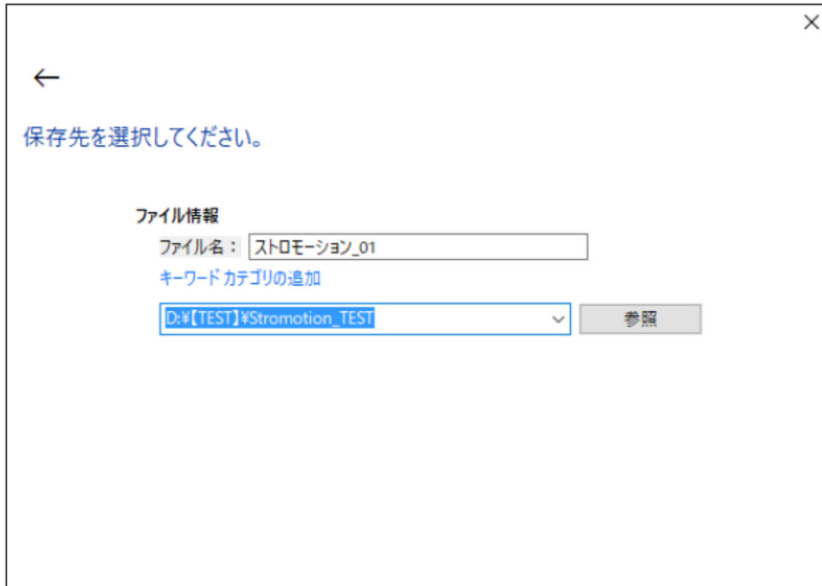 ←
保存先を選択してください。
ファイル情報
ファイル名： ストロモーション_01
キーワード カテゴリの追加
D:¥【TEST】¥Stromotion_TEST 参照